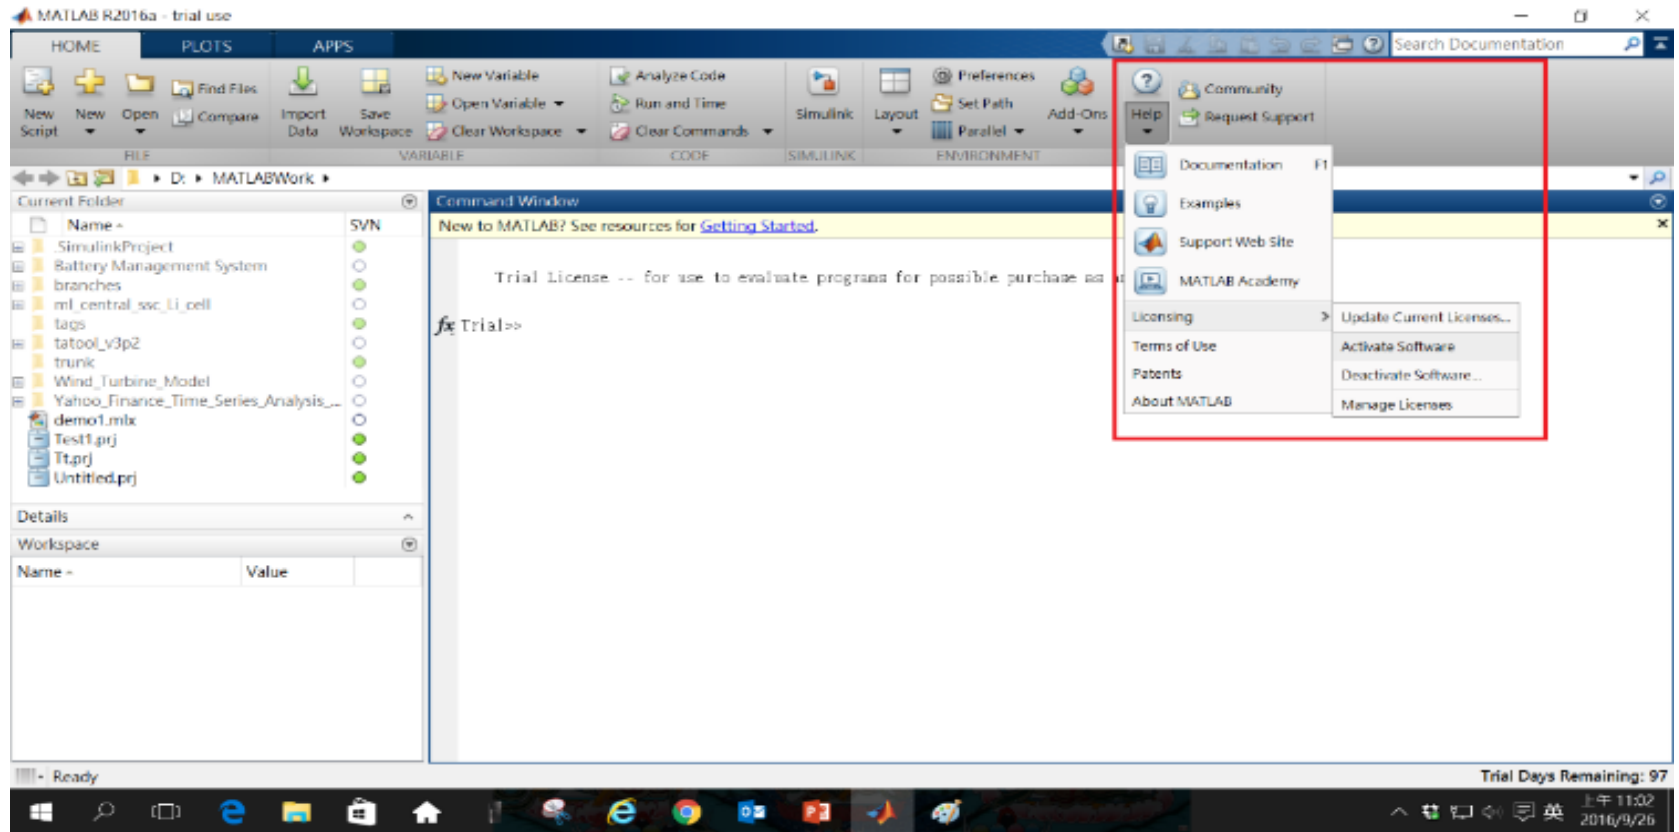 MATLAB R2016a - trial use
HOME PLOTS APPS
Search Documentation
New Script
New
Open
Find Files
Compare
Import Data
Save Workspace
New Variable
Open Variable
Clear Workspace
Analyze Code
Run and Time
Clear Commands
Simulink
Layout
Preferences
Set Path
Parallel
Add-Ons
Help
Community
Request Support
FILE VARIABLE CODE SIMULINK ENVIRONMENT
D: MATLABWork
Current Folder
Name SVN
.SimulinkProject
Battery Management System
branches
ml_central_ssc_Li_cell
tags
tatool_v3p2
trunk
Wind_Turbine_Model
Yahoo_Finance_Time_Series_Analysis_...
demo1.mlx
Test1.prj
Tt.prj
Untitled.prj
Details
Workspace
Name Value
Command Window
New to MATLAB? See resources for Getting Started.
Trial License -- for use to evaluate programs for possible purchase as
fx Trial>>
Documentation F1
Examples
Support Web Site
MATLAB Academy
Licensing
Terms of Use
Patents
About MATLAB
Update Current Licenses...
Activate Software
Deactivate Software...
Manage Licenses
Ready
Trial Days Remaining: 97
英
上午 11:02
2016/9/26